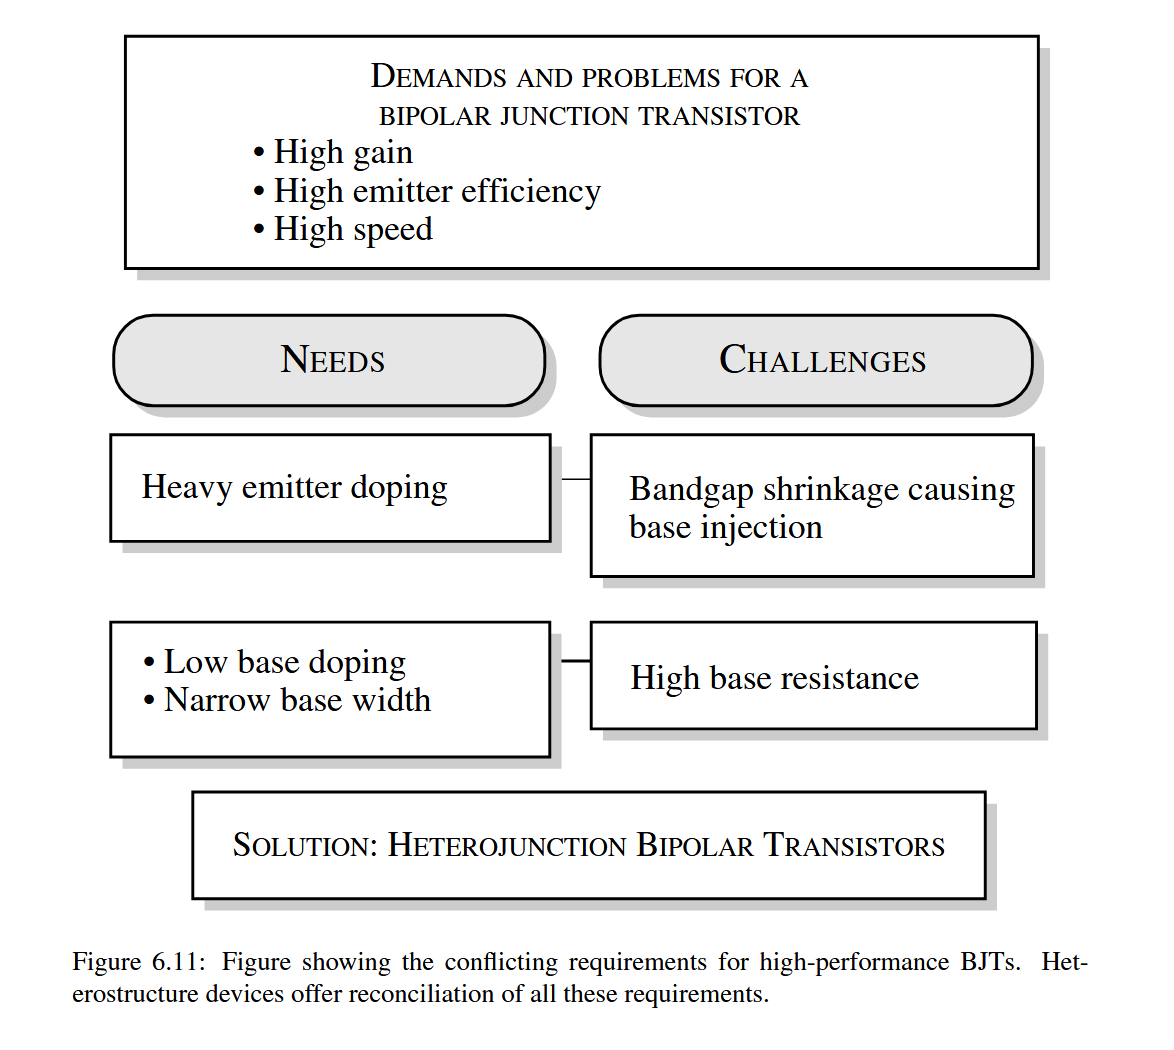 DEMANDS AND PROBLEMS FOR A
BIPOLAR JUNCTION TRANSISTOR
• High gain
• High emitter efficiency
• High speed
NEEDS
CHALLENGES
Heavy emitter doping
Bandgap shrinkage causing
base injection
• Low base doping
• Narrow base width
High base resistance
SOLUTION: HETEROJUNCTION BIPOLAR TRANSISTORS
Figure 6.11: Figure showing the conflicting requirements for high-performance BJTs. Het-
erostructure devices offer reconciliation of all these requirements.